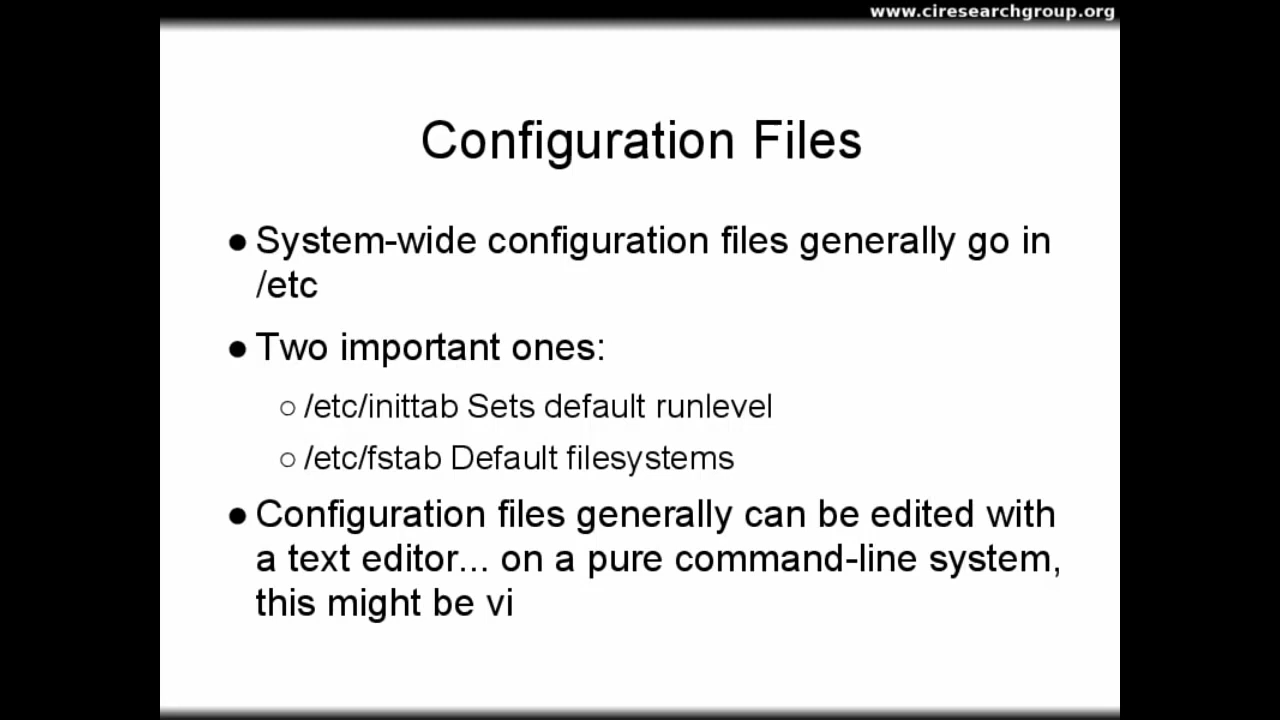 www.ciresearchgroup.org
Configuration Files
● System-wide configuration files generally go in
/etc
● Two important ones:
○ /etc/inittab Sets default runlevel
○ /etc/fstab Default filesystems
● Configuration files generally can be edited with
a text editor... on a pure command-line system,
this might be vi